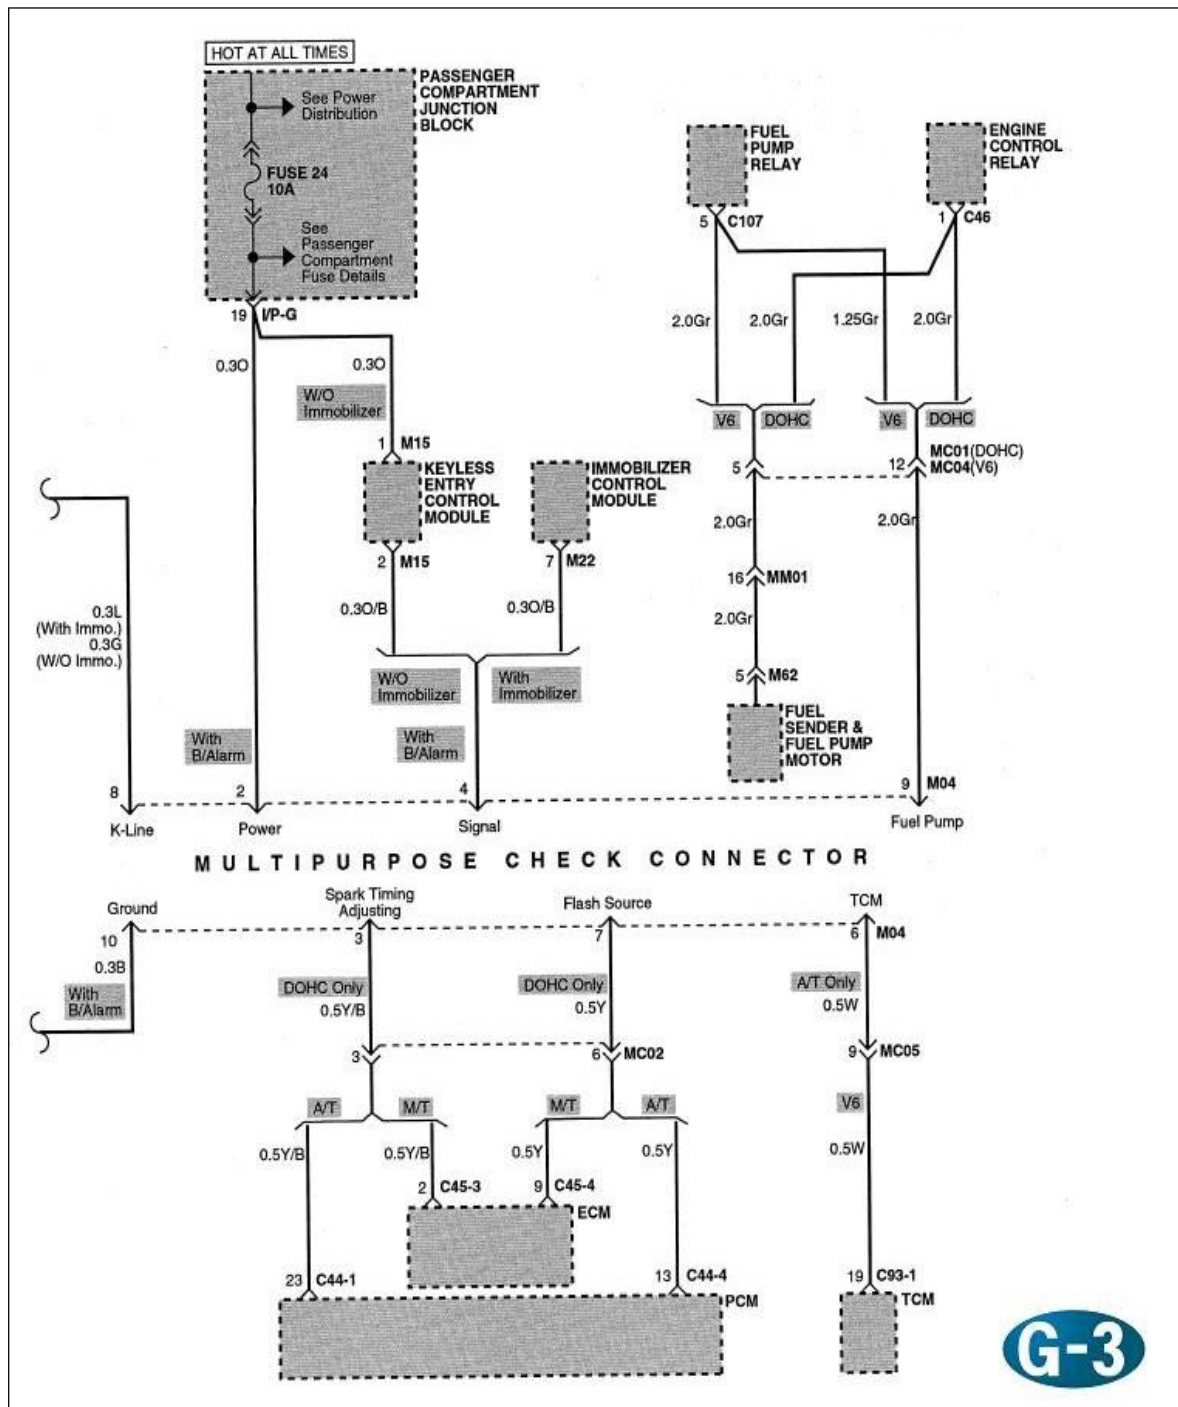 HOT AT ALL TIMES
PASSENGER
COMPARTMENT
JUNCTION
BLOCK
See Power
Distribution
FUSE 24
10A
See
Passenger
Compartment
Fuse Details
19 I/P-G
FUEL
PUMP
RELAY
ENGINE
CONTROL
RELAY
5 C107
1 C46
2.0Gr
2.0Gr
1.25Gr
2.0Gr
0.3O
0.3O
W/O
Immobilizer
V6
DOHC
V6
DOHC
1 M15
KEYLESS
ENTRY
CONTROL
MODULE
IMMOBILIZER
CONTROL
MODULE
5
12
MC01(DOHC)
MC04(V6)
2.0Gr
2.0Gr
2 M15
7 M22
16 MM01
0.3O/B
0.3O/B
2.0Gr
0.3L
(With Immo.)
0.3G
(W/O Immo.)
W/O
Immobilizer
With
Immobilizer
5 M62
FUEL
SENDER &
FUEL PUMP
MOTOR
With
B/Alarm
With
B/Alarm
8
2
4
9 M04
K-Line
Power
Signal
Fuel Pump
MULTIPURPOSE CHECK CONNECTOR
Ground
Spark Timing
Adjusting
Flash Source
TCM
10
3
7
6 M04
0.3B
With
B/Alarm
DOHC Only
0.5Y/B
DOHC Only
0.5Y
A/T Only
0.5W
3
6 MC02
9 MC05
A/T
M/T
M/T
A/T
V6
0.5Y/B
0.5Y/B
0.5Y
0.5Y
0.5W
2 C45-3
9 C45-4
ECM
23 C44-1
13 C44-4
PCM
19 C93-1
TCM
G-3